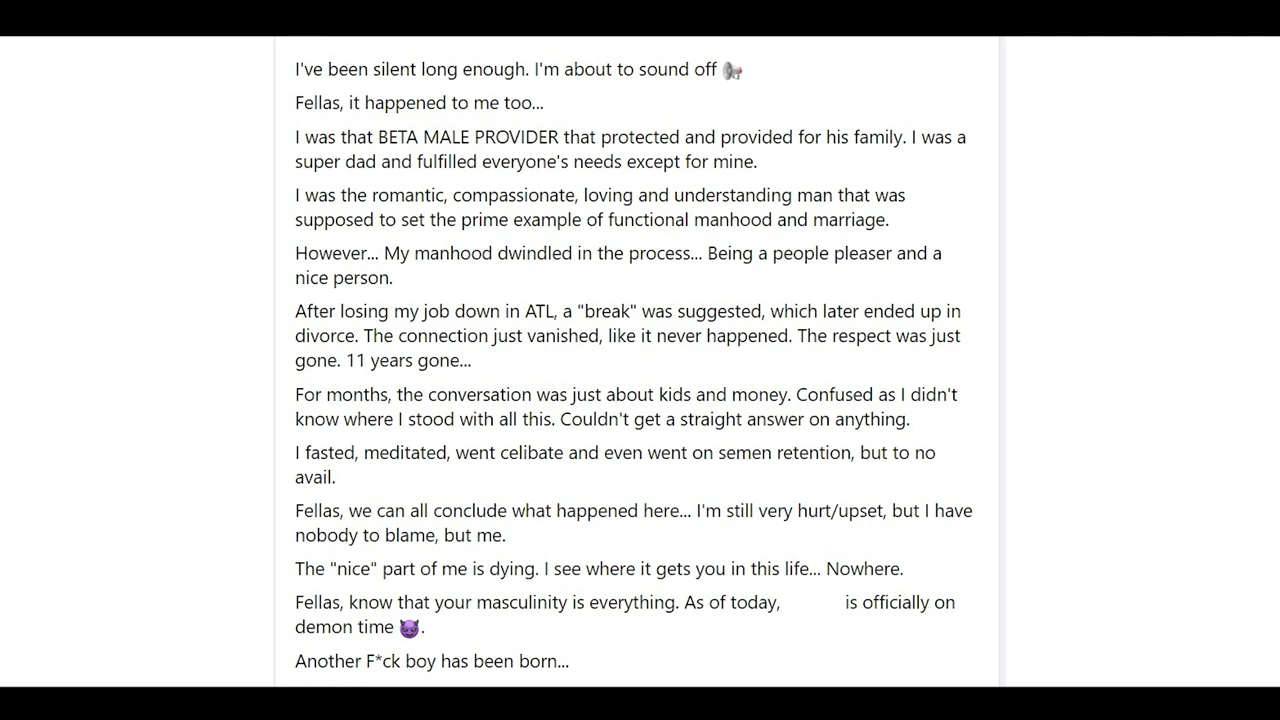 I've been silent long enough. I'm about to sound off 📢
Fellas, it happened to me too...
I was that BETA MALE PROVIDER that protected and provided for his family. I was a
super dad and fulfilled everyone's needs except for mine.
I was the romantic, compassionate, loving and understanding man that was
supposed to set the prime example of functional manhood and marriage.
However... My manhood dwindled in the process... Being a people pleaser and a
nice person.
After losing my job down in ATL, a "break" was suggested, which later ended up in
divorce. The connection just vanished, like it never happened. The respect was just
gone. 11 years gone...
For months, the conversation was just about kids and money. Confused as I didn't
know where I stood with all this. Couldn't get a straight answer on anything.
I fasted, meditated, went celibate and even went on semen retention, but to no
avail.
Fellas, we can all conclude what happened here... I'm still very hurt/upset, but I have
nobody to blame, but me.
The "nice" part of me is dying. I see where it gets you in this life... Nowhere.
Fellas, know that your masculinity is everything. As of today, is officially on
demon time 😈.
Another F*ck boy has been born...